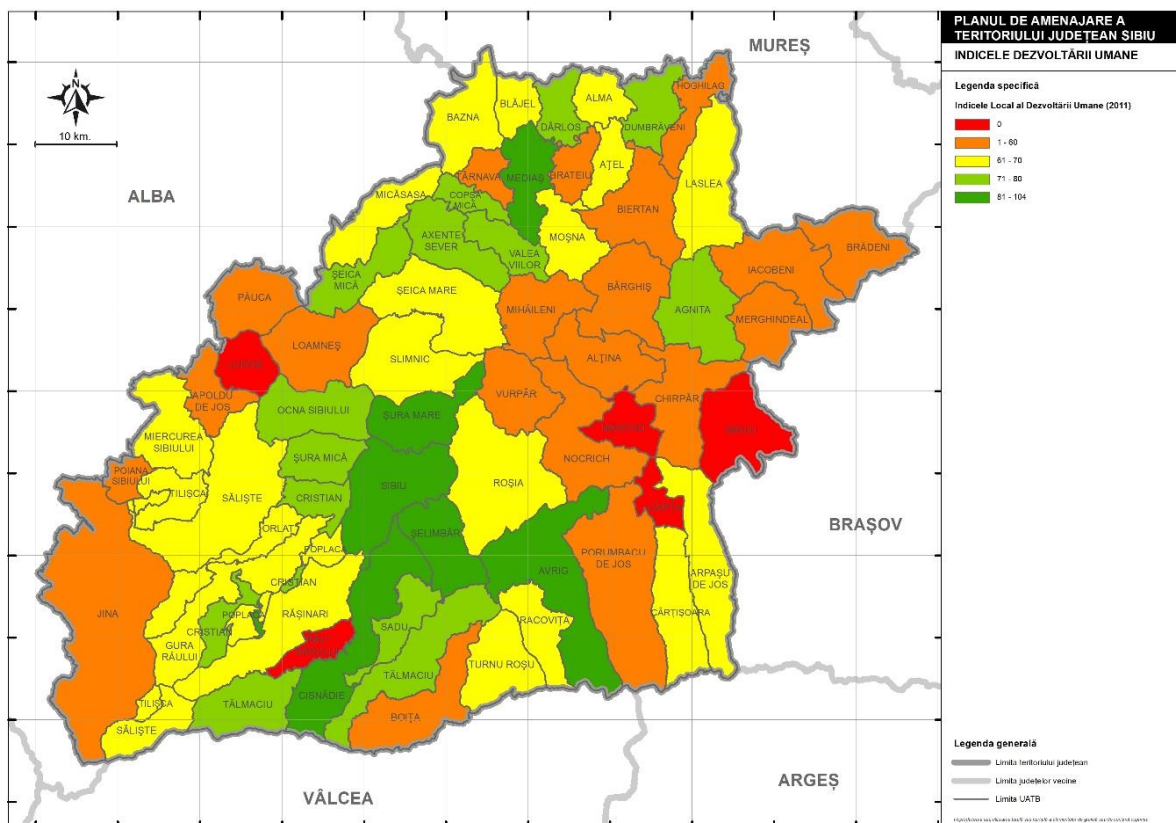 PLANUL DE AMENAJARE A
TERITORIULUI JUDEȚEAN SIBIU
INDICELE DEZVOLTĂRII UMANE
Legenda specifică
Indicele Local al Dezvoltării Umane (2011)
0
1 - 60
61 - 70
71 - 80
81 - 104
N
10 km.
MUREȘ
ALBA
BRAȘOV
ARGEȘ
VÂLCEA
HOGHILAG
BLĂJEL
ALMA
BAZNA
DÂRLOS
DUMBRĂVENI
TÂRNAVA
MEDIAȘ
BRATEIU
AȚEL
LASLEA
MICĂSASA
COPȘA
MICĂ
BIERTAN
AXENTE
SEVER
MOȘNA
VALEA
VIILOR
BRĂDENI
IACOBENI
ȘEICA
MICĂ
ȘEICA MARE
BÂRGHIȘ
PĂUCA
MIHĂILENI
AGNITA
MERGHINDEAL
LOAMNEȘ
SLIMNIC
ALȚINA
APOLDU
DE JOS
VURPĂR
CHIRPĂR
OCNA SIBIULUI
ȘURA MARE
MIERCUREA
SIBIULUI
ȘURA MICĂ
NOCRICH
POIANA
SIBIULUI
TILIȘCA
SĂLIȘTE
SIBIU
ROȘIA
CRISTIAN
ORLAT
ȘELIMBĂR
POPLACA
AVRIG
PORUMBACU
DE JOS
ARPAȘU
DE JOS
CRISTIAN
JINA
POPLACA
RĂȘINARI
CÂRȚIȘOARA
CRISTIAN
SADU
RACOVIȚA
GURA
RÂULUI
TURNU ROȘU
TĂLMACIU
CISNĂDIE
TILIȘCA
TĂLMACIU
BOIȚA
SĂLIȘTE
Legenda generală
Limita teritoriului județean
Limita județelor vecine
Limita UATB